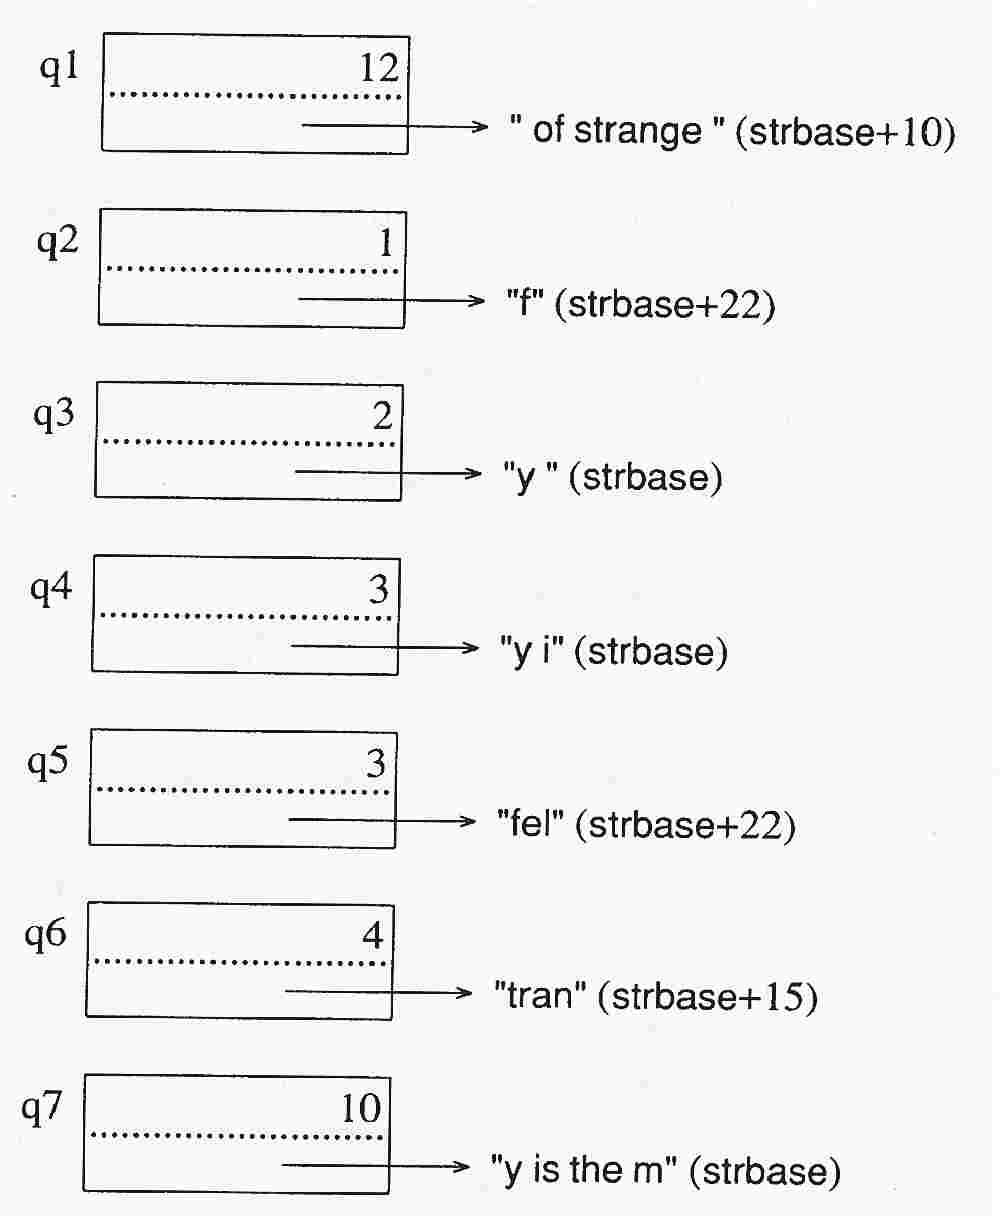 q1 12
" of strange " (strbase+10)
q2 1
"f" (strbase+22)
q3 2
"y " (strbase)
q4 3
"y i" (strbase)
q5 3
"fel" (strbase+22)
q6 4
"tran" (strbase+15)
q7 10
"y is the m" (strbase)